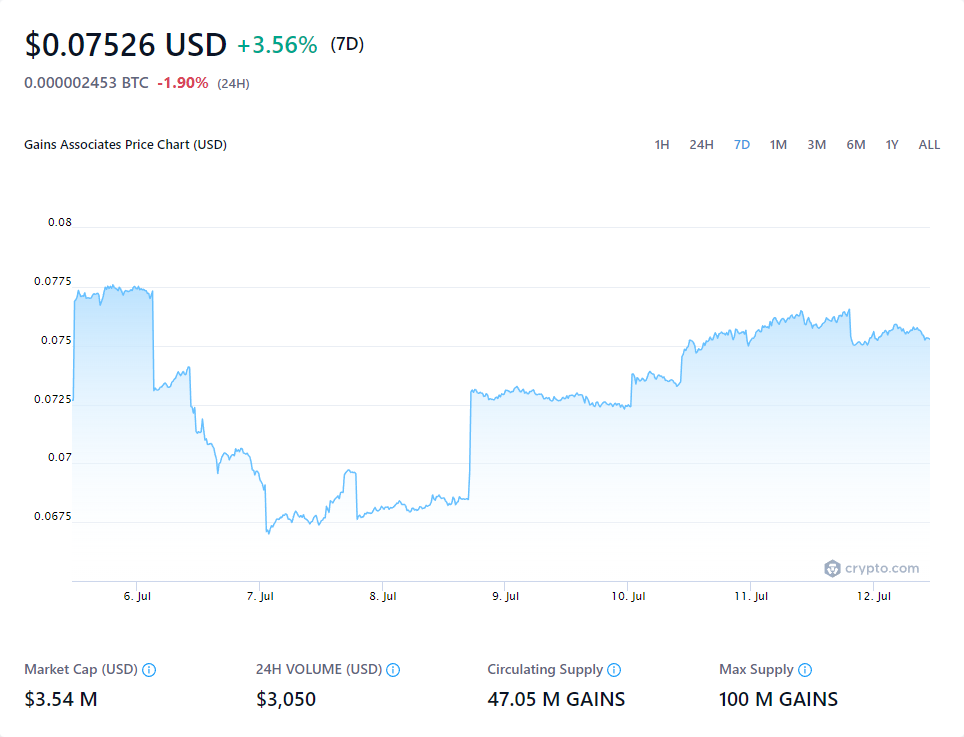 $0.07526 USD +3.56% (7D)
0.000002453 BTC -1.90% (24H)
Gains Associates Price Chart (USD)
1H 24H 7D 1M 3M 6M 1Y ALL
0.08
0.0775
0.075
0.0725
0.07
0.0675
crypto.com
6. Jul 7. Jul 8. Jul 9. Jul 10. Jul 11. Jul 12. Jul
Market Cap (USD) 24H VOLUME (USD) Circulating Supply Max Supply
$3.54 M $3,050 47.05 M GAINS 100 M GAINS